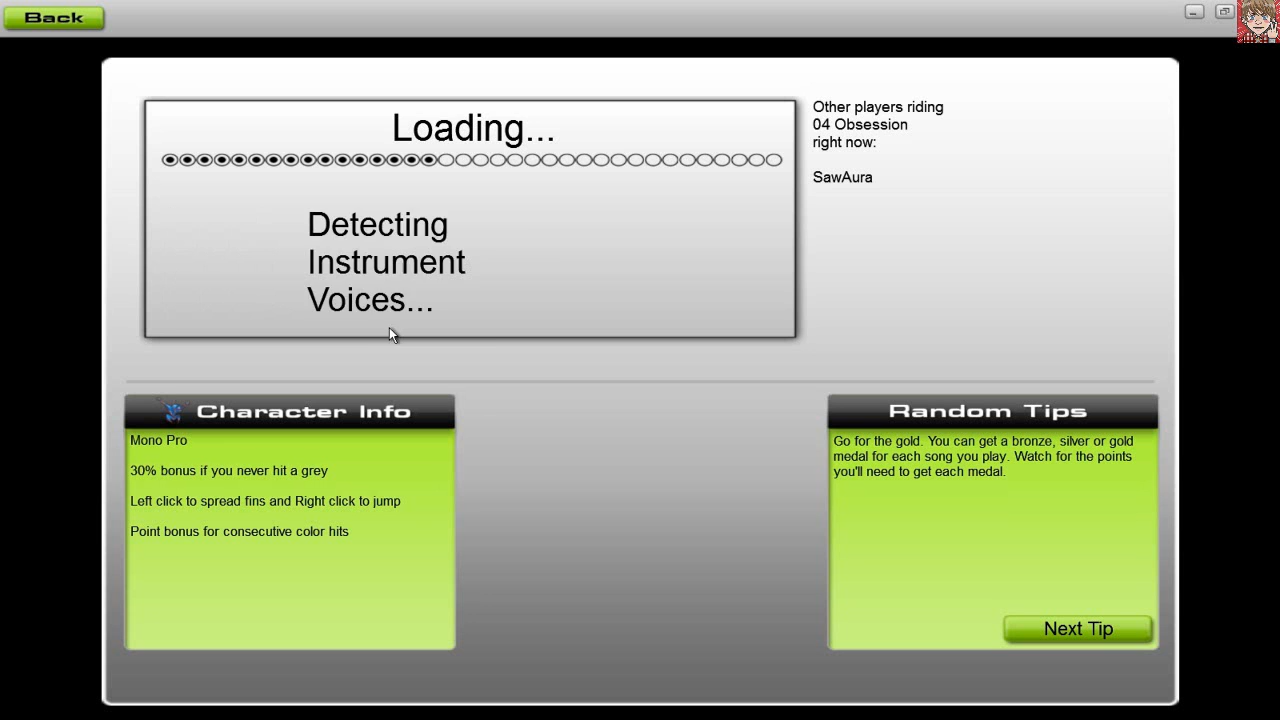 Back
Loading...
Detecting
Instrument
Voices...
Other players riding
04 Obsession
right now:
SawAura
Character Info
Mono Pro
30% bonus if you never hit a grey
Left click to spread fins and Right click to jump
Point bonus for consecutive color hits
Random Tips
Go for the gold. You can get a bronze, silver or gold
medal for each song you play. Watch for the points
you'll need to get each medal.
Next Tip